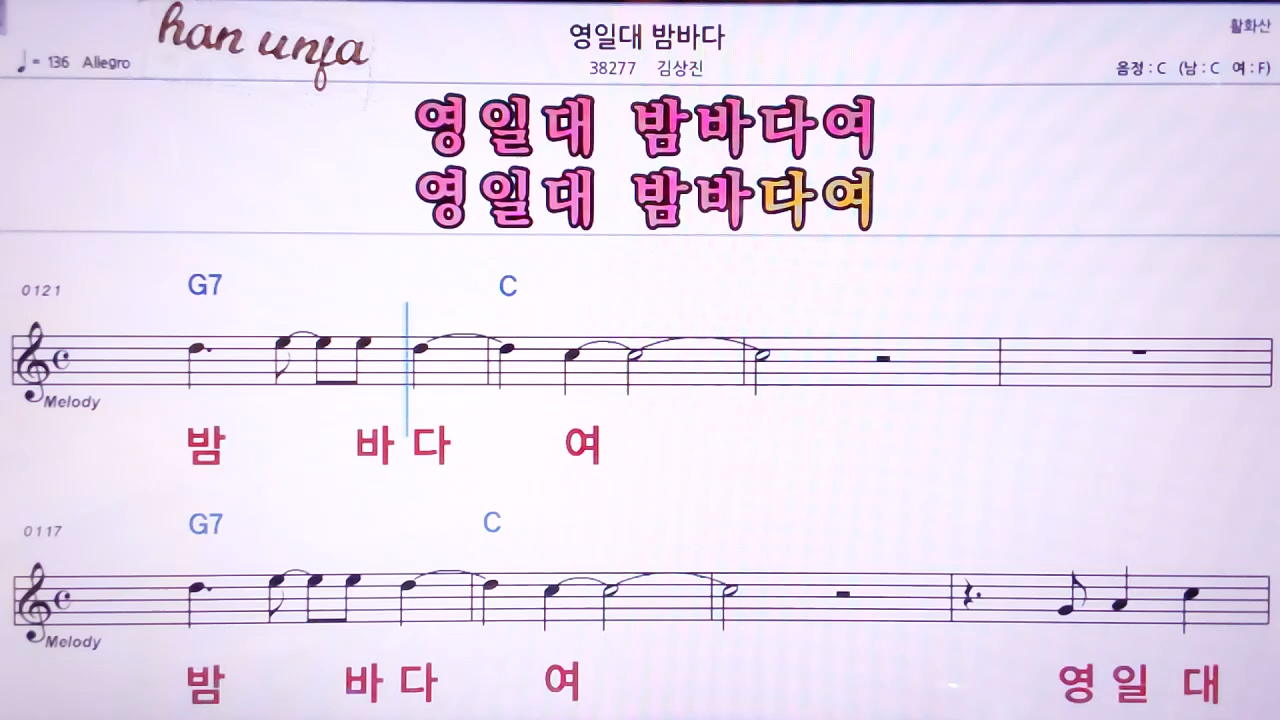 han unja
영일대 밤바다
활화산
♩= 136 Allegro
38277 김상진
음정 : C (남 : C 여 : F)
영일대 밤바다여
영일대 밤바다여
0121 G7 C
Melody
밤 바 다 여
0117 G7 C
Melody
밤 바 다 여 영 일 대